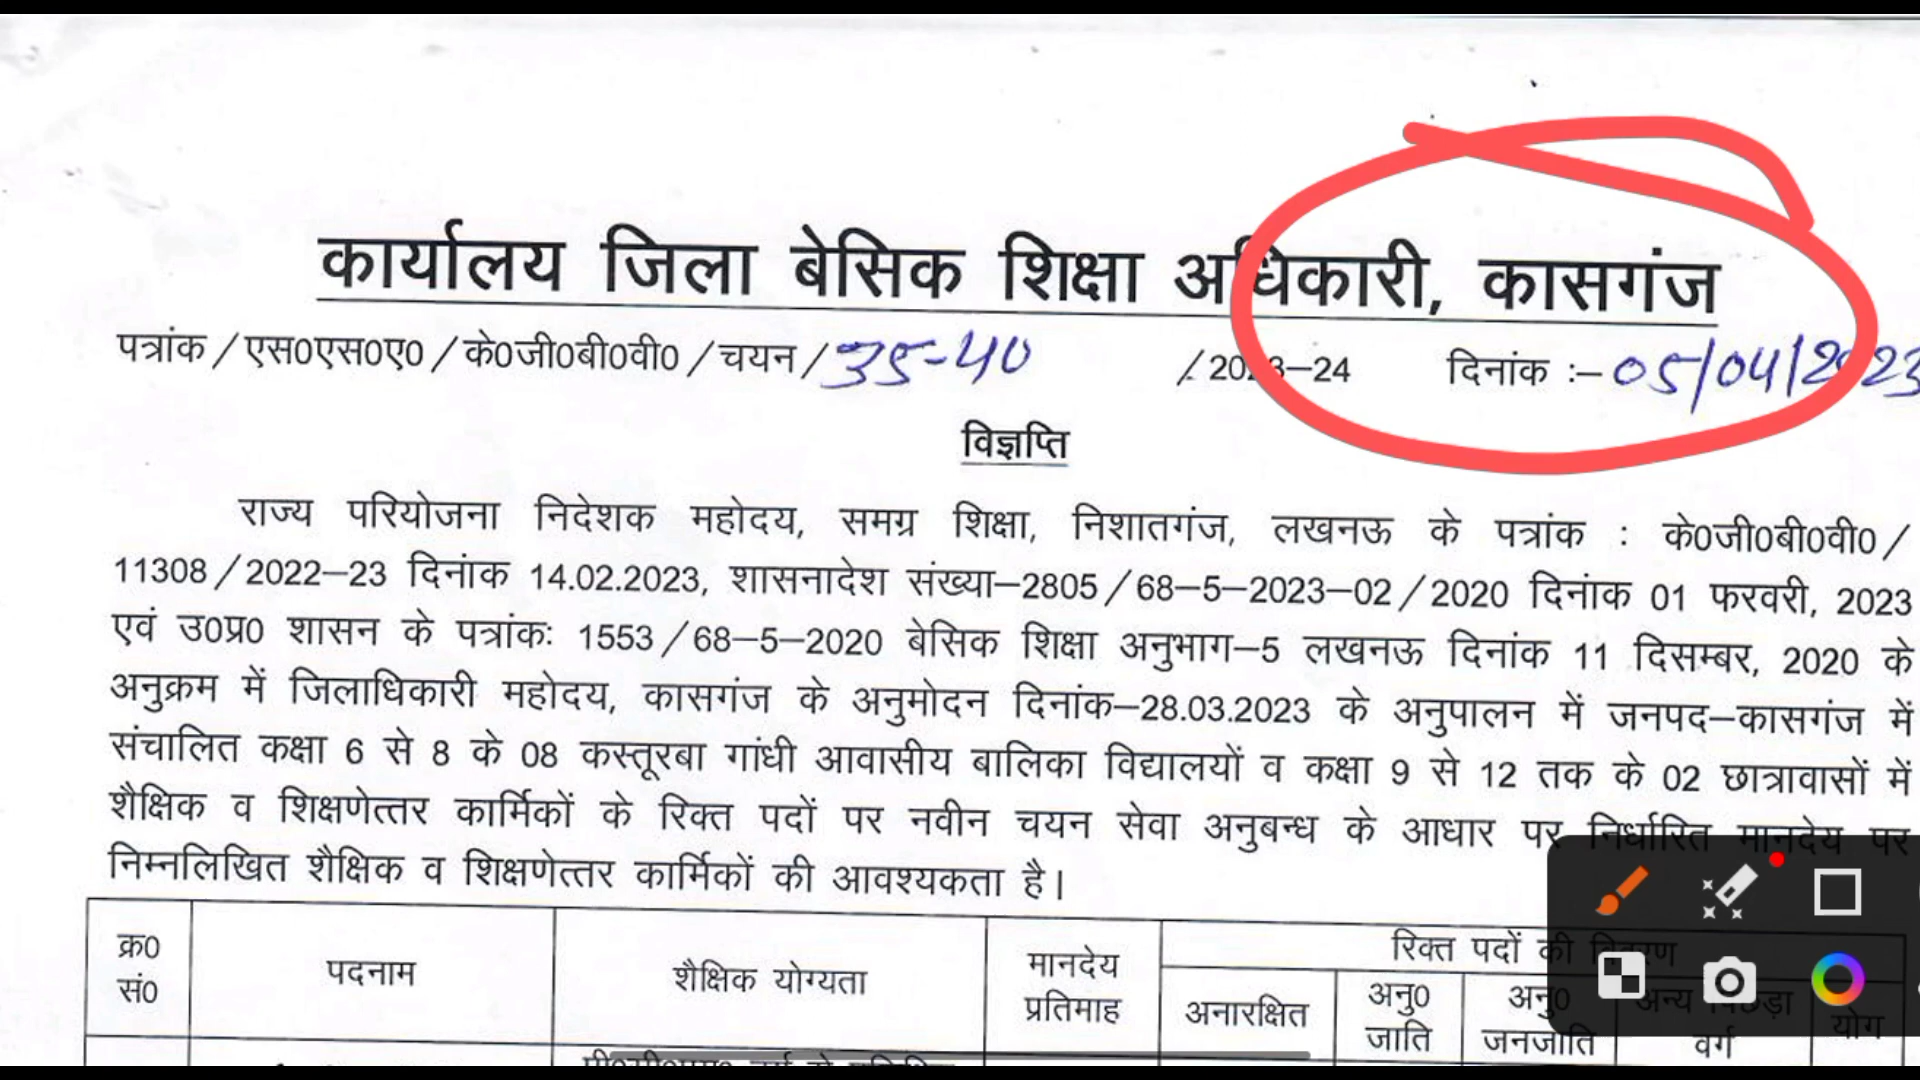 कार्यालय जिला बेसिक शिक्षा अधिकारी, कासगंज
पत्रांक / एस0एस0ए0 / के0जी0बी0वी0 / चयन / 35-40 / 2023–24 दिनांक :– 05/04/2023
विज्ञप्ति
राज्य परियोजना निदेशक महोदय, समग्र शिक्षा, निशातगंज, लखनऊ के पत्रांक : के0जी0बी0वी0 /
11308 / 2022–23 दिनांक 14.02.2023, शासनादेश संख्या–2805 / 68–5–2023–02 / 2020 दिनांक 01 फरवरी, 2023
एवं उ0प्र0 शासन के पत्रांकः 1553 / 68–5–2020 बेसिक शिक्षा अनुभाग–5 लखनऊ दिनांक 11 दिसम्बर, 2020 के
अनुक्रम में जिलाधिकारी महोदय, कासगंज के अनुमोदन दिनांक–28.03.2023 के अनुपालन में जनपद–कासगंज में
संचालित कक्षा 6 से 8 के 08 कस्तूरबा गांधी आवासीय बालिका विद्यालयों व कक्षा 9 से 12 तक के 02 छात्रावासों में
शैक्षिक व शिक्षणेत्तर कार्मिकों के रिक्त पदों पर नवीन चयन सेवा अनुबन्ध के आधार पर निर्धारित मानदेय पर
निम्नलिखित शैक्षिक व शिक्षणेत्तर कार्मिकों की आवश्यकता है।
क्र0 सं0
पदनाम
शैक्षिक योग्यता
मानदेय प्रतिमाह
रिक्त पदों की विवरण
अनारक्षित
अनु0 जाति
अनु0 जनजाति
अन्य पिछड़ा वर्ग
योग